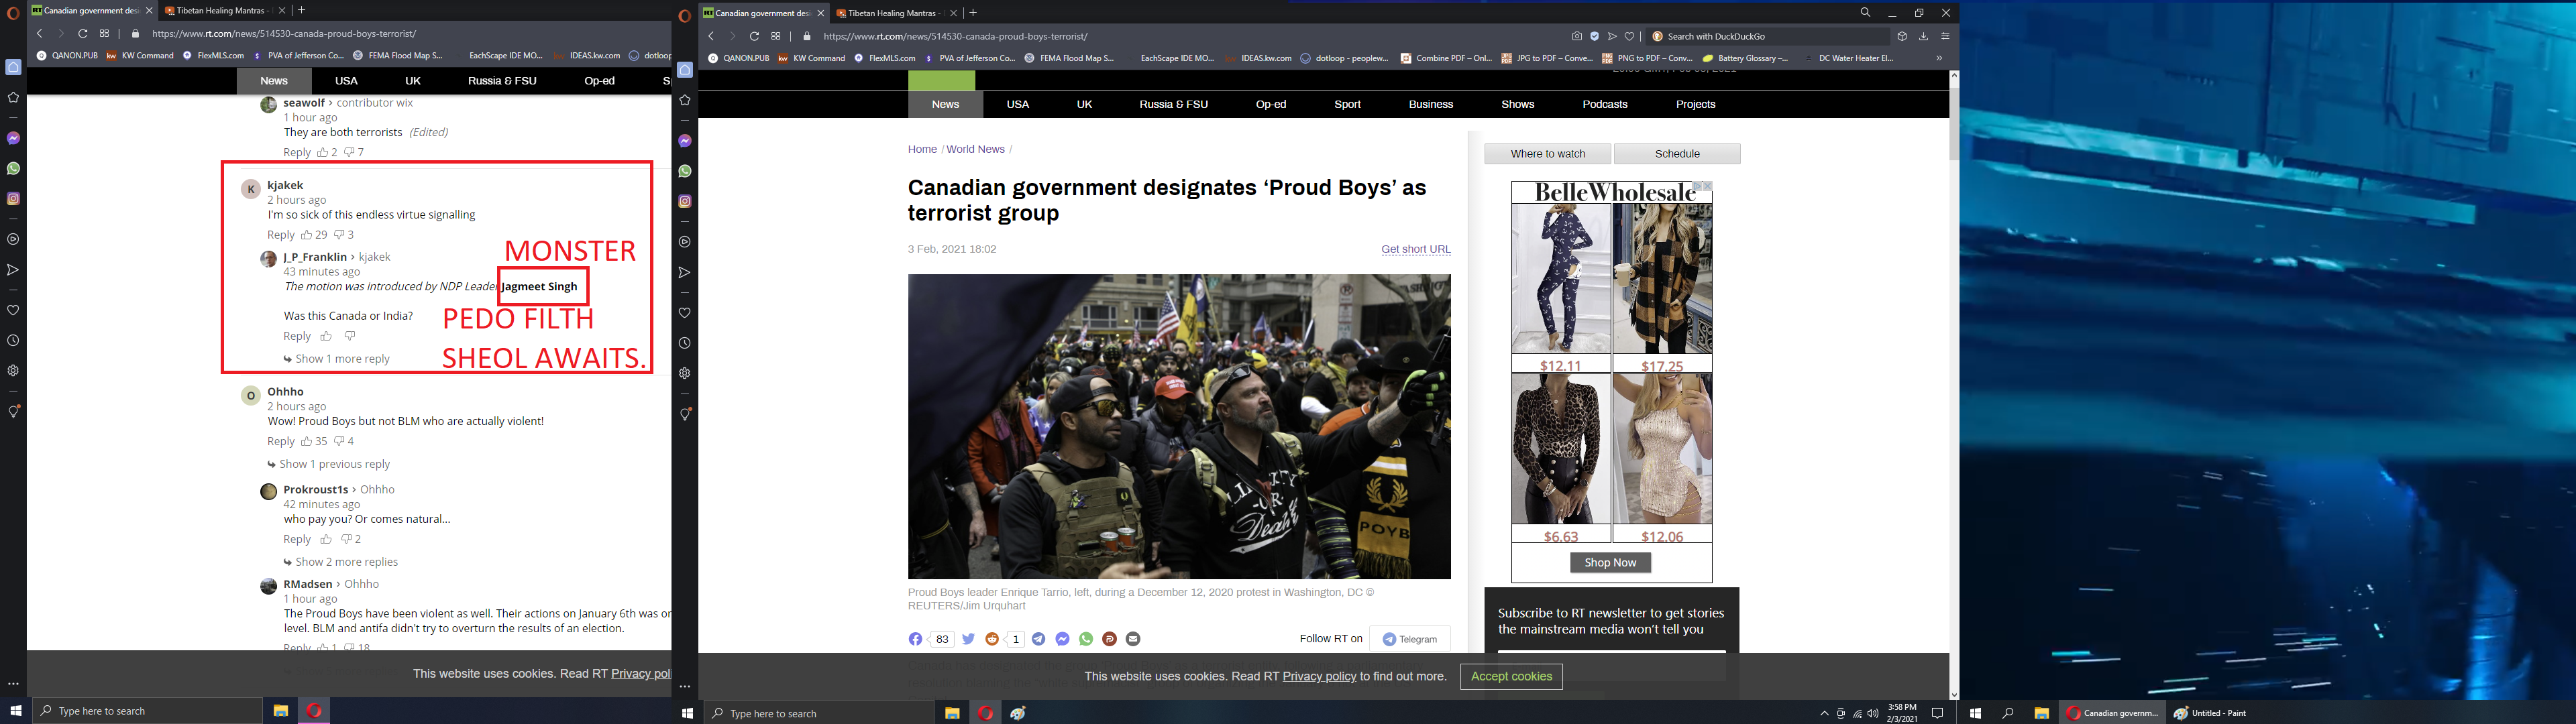 Canadian government desi
Tibetan Healing Mantras -
https://www.rt.com/news/514530-canada-proud-boys-terrorist/
QANON.PUB
KW Command
FlexMLS.com
PVA of Jefferson Co...
FEMA Flood Map S...
EachScape IDE MO...
IDEAS.kw.com
dotloop
News
USA
UK
Russia & FSU
Op-ed
seawolf › contributor wix
1 hour ago
They are both terrorists (Edited)
Reply 2 7
K
kjakek
2 hours ago
I'm so sick of this endless virtue signalling
Reply 29 3
MONSTER
J_P_Franklin › kjakek
43 minutes ago
The motion was introduced by NDP Leader Jagmeet Singh
Was this Canada or India?
PEDO FILTH
Reply
SHEOL AWAITS.
Show 1 more reply
O
Ohhho
2 hours ago
Wow! Proud Boys but not BLM who are actually violent!
Reply 35 4
Show 1 previous reply
Prokroust1s › Ohhho
42 minutes ago
who pay you? Or comes natural...
Reply 2
Show 2 more replies
RMadsen › Ohhho
1 hour ago
The Proud Boys have been violent as well. Their actions on January 6th was on
level. BLM and antifa didn't try to overturn the results of an election.
Reply 1 18
This website uses cookies. Read RT Privacy poli
Type here to search
Canadian government desi
Tibetan Healing Mantras -
https://www.rt.com/news/514530-canada-proud-boys-terrorist/
Search with DuckDuckGo
QANON.PUB
KW Command
FlexMLS.com
PVA of Jefferson Co...
FEMA Flood Map S...
EachScape IDE MO...
IDEAS.kw.com
dotloop - peoplew...
Combine PDF – Onl...
JPG to PDF – Conve...
PNG to PDF – Conv...
Battery Glossary –...
DC Water Heater El...
News
USA
UK
Russia & FSU
Op-ed
Sport
Business
Shows
Podcasts
Projects
Home / World News /
Where to watch
Schedule
Canadian government designates ‘Proud Boys’ as
terrorist group
3 Feb, 2021 18:02
Get short URL
BelleWholesale
$12.11
$17.25
$6.63
$12.06
Shop Now
LIBERTY
OR
Death
POYB
Proud Boys leader Enrique Tarrio, left, during a December 12, 2020 protest in Washington, DC ©
REUTERS/Jim Urquhart
83
1
Follow RT on
Telegram
Subscribe to RT newsletter to get stories
the mainstream media won't tell you
This website uses cookies. Read RT Privacy policy to find out more.
Accept cookies
Type here to search
3:58 PM
2/3/2021
Canadian governm...
Untitled - Paint